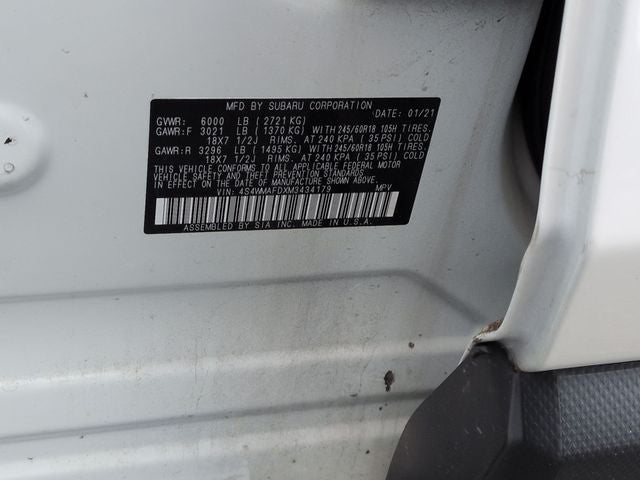 MFD BY SUBARU CORPORATION
GVWR: 6000 LB ( 2721 KG) DATE: 01/21
GAWR:F 3021 LB ( 1370 KG) WITH 245/60R18 105H TIRES.
18X7 1/2J RIMS. AT 240 KPA ( 35 PSI) COLD
GAWR:R 3296 LB ( 1495 KG) WITH 245/60R18 105H TIRES.
18X7 1/2J RIMS. AT 240 KPA ( 35 PSI) COLD
THIS VEHICLE CONFORMS TO ALL APPLICABLE FEDERAL MOTOR
VEHICLE SAFETY AND THEFT PREVENTION STANDARDS IN EFFECT
ON THE DATE OF MANUFACTURE SHOWN ABOVE.
VIN: 4S4WMAFDXM3434179 MPV
ASSEMBLED BY SIA INC. MADE IN U.S.A.